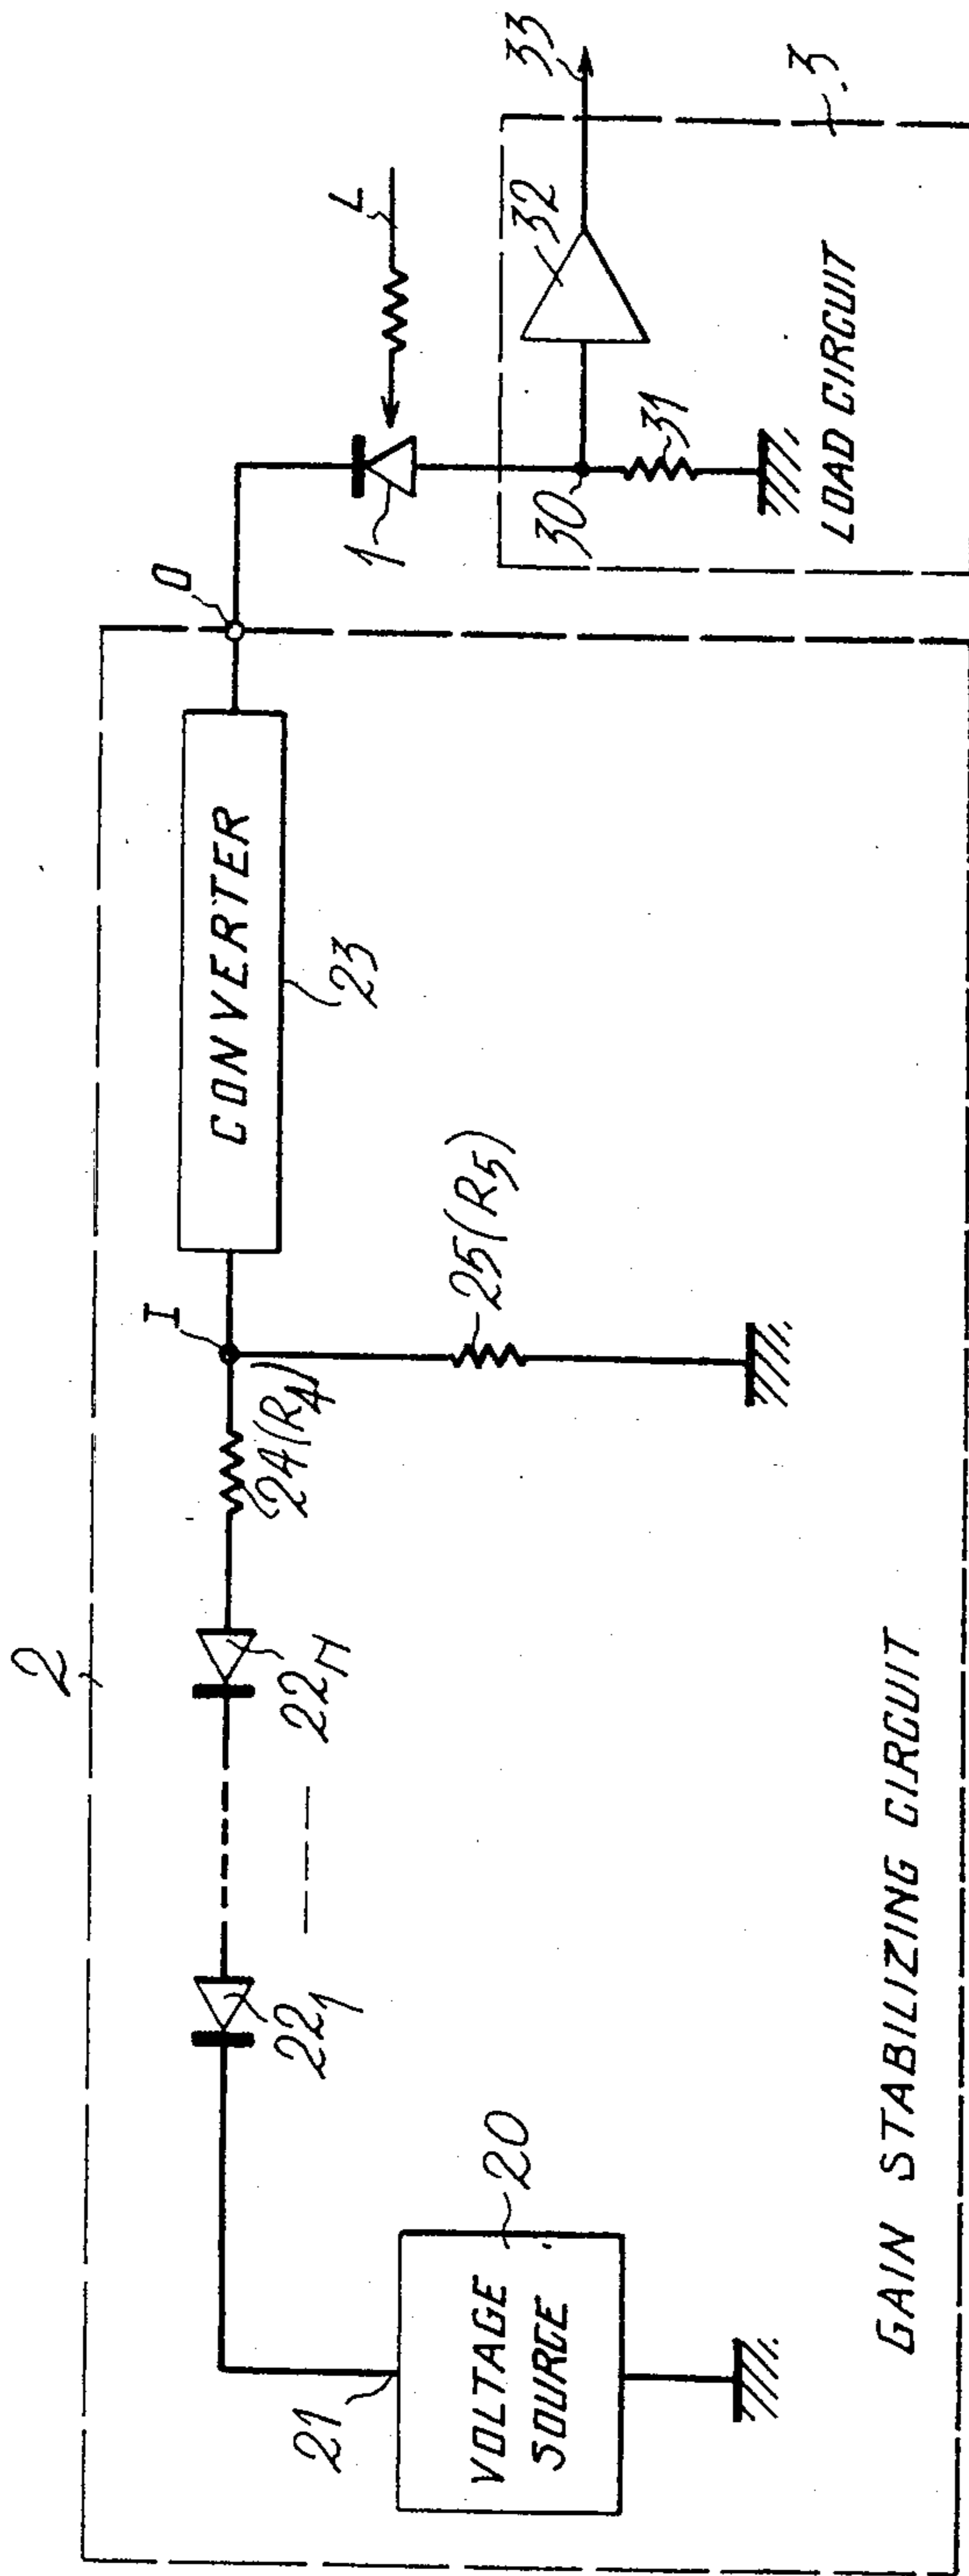 2
21
VOLTAGE
SOURCE
20
22₁
22ₙ
24(R₄)
I
25(R₅)
CONVERTER
23
O
1
L
30
31
32
33
3
LOAD CIRCUIT
GAIN STABILIZING CIRCUIT